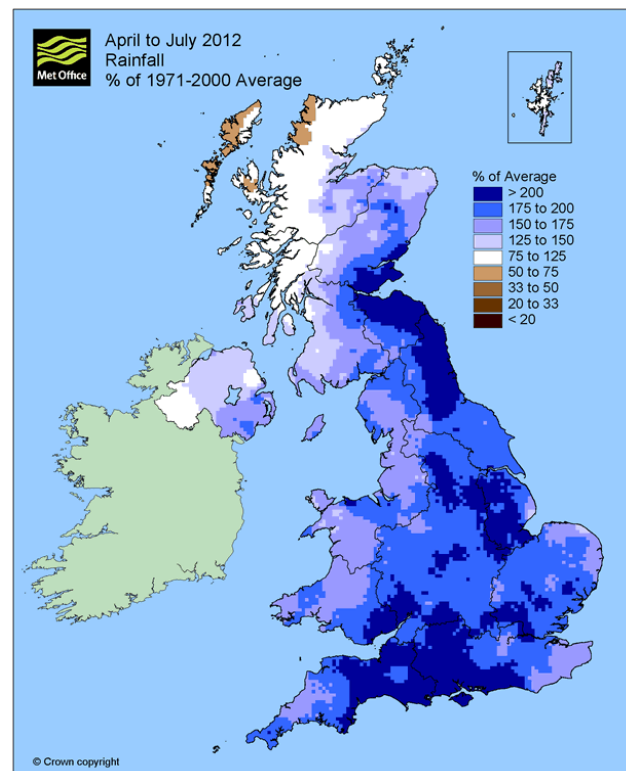 Met Office
April to July 2012
Rainfall
% of 1971-2000 Average
% of Average
> 200
175 to 200
150 to 175
125 to 150
75 to 125
50 to 75
33 to 50
20 to 33
< 20
© Crown copyright